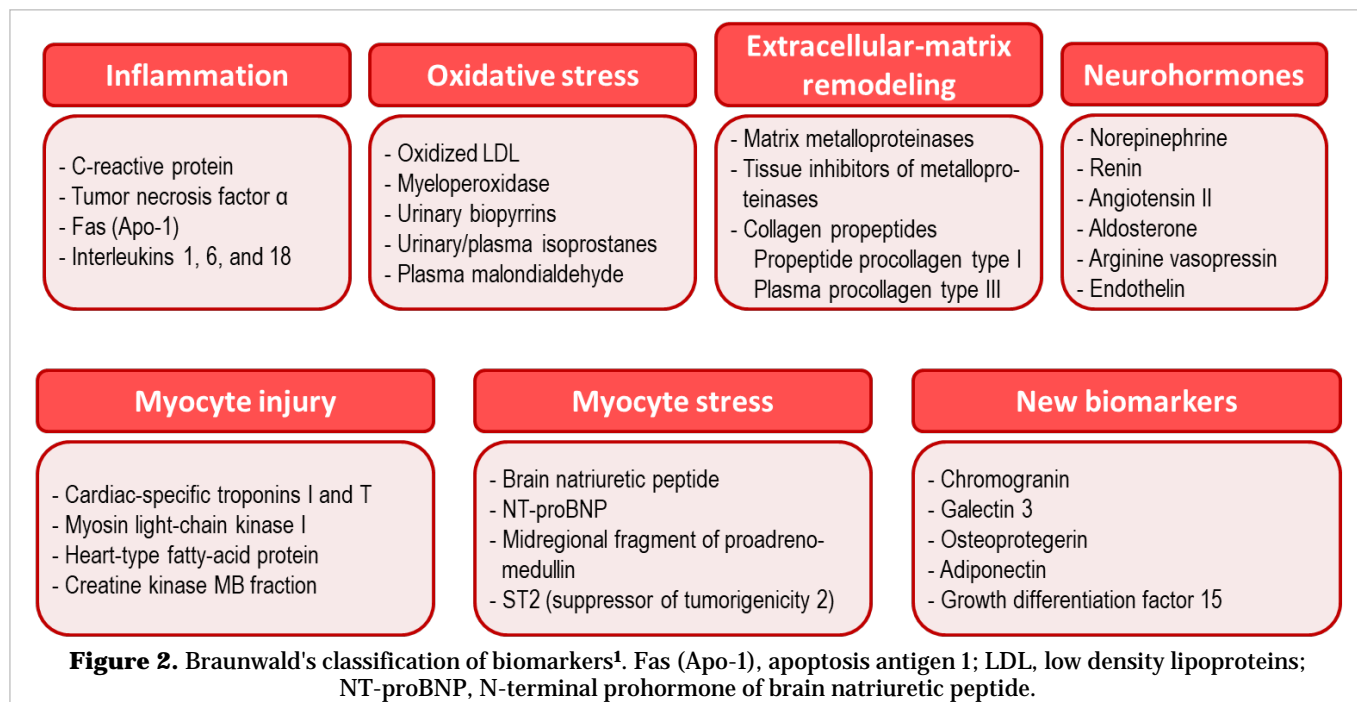 Inflammation
- C-reactive protein
- Tumor necrosis factor α
- Fas (Apo-1)
- Interleukins 1, 6, and 18
Oxidative stress
- Oxidized LDL
- Myeloperoxidase
- Urinary biopyrrins
- Urinary/plasma isoprostanes
- Plasma malondialdehyde
Extracellular-matrix
remodeling
- Matrix metalloproteinases
- Tissue inhibitors of metallopro-
teinases
- Collagen propeptides
Propeptide procollagen type I
Plasma procollagen type III
Neurohormones
- Norepinephrine
- Renin
- Angiotensin II
- Aldosterone
- Arginine vasopressin
- Endothelin
Myocyte injury
- Cardiac-specific troponins I and T
- Myosin light-chain kinase I
- Heart-type fatty-acid protein
- Creatine kinase MB fraction
Myocyte stress
- Brain natriuretic peptide
- NT-proBNP
- Midregional fragment of proadreno-
medullin
- ST2 (suppressor of tumorigenicity 2)
New biomarkers
- Chromogranin
- Galectin 3
- Osteoprotegerin
- Adiponectin
- Growth differentiation factor 15
Figure 2. Braunwald's classification of biomarkers¹. Fas (Apo-1), apoptosis antigen 1; LDL, low density lipoproteins;
NT-proBNP, N-terminal prohormone of brain natriuretic peptide.